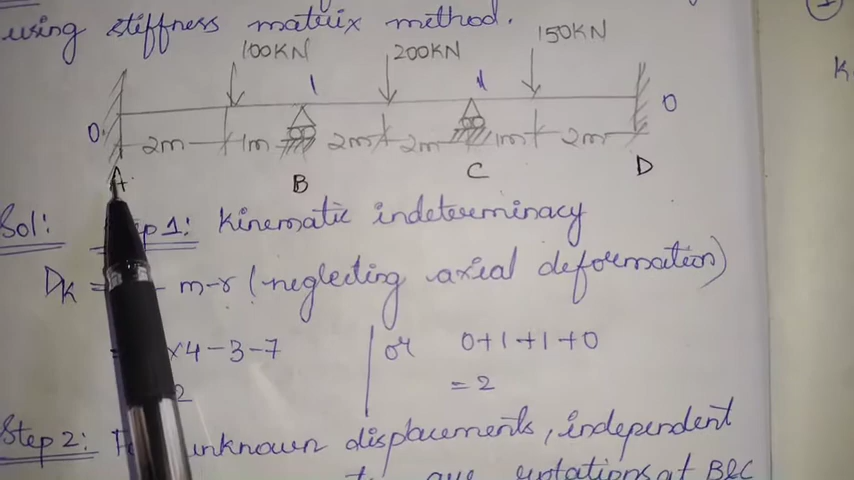 using stiffness matrix method.
100KN 1 200KN 1 150KN
0 0
2m 1m 2m 2m 1m 2m
A B C D
k
Sol: 1: Kinematic indeterminacy
Dk = - m-r (neglecting axial deformation)
×4-3-7 or 0+1+1+0
2 = 2
Step 2: unknown displacements, independent
are rotations at B&C